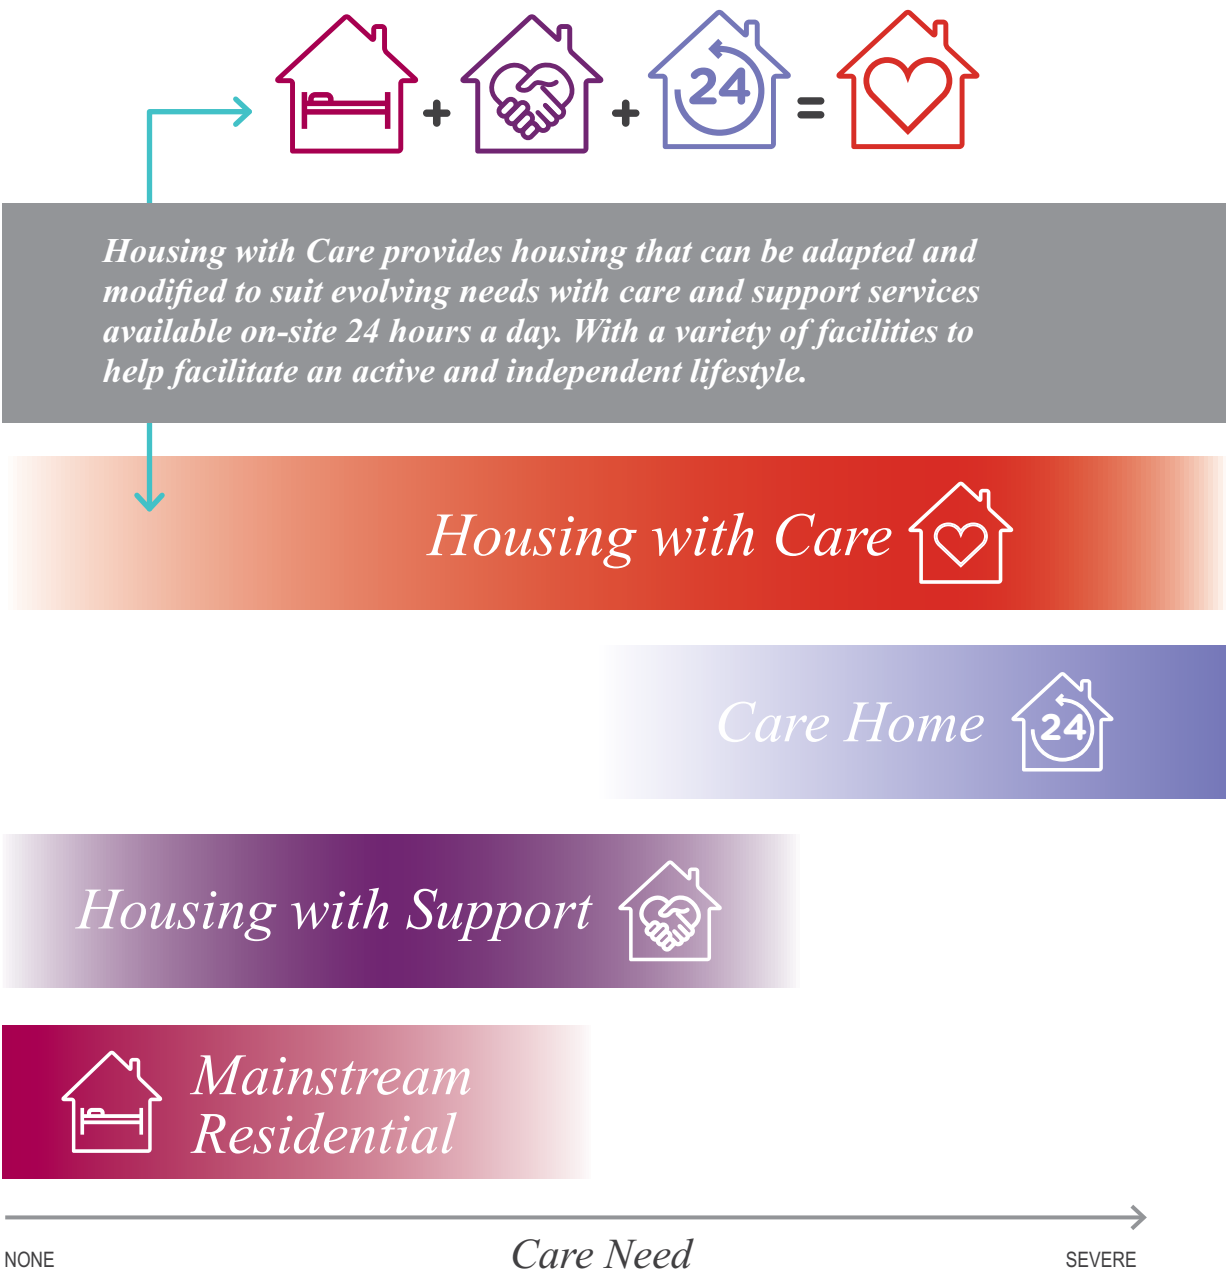 + + 24 =
Housing with Care provides housing that can be adapted and
modified to suit evolving needs with care and support services
available on-site 24 hours a day. With a variety of facilities to
help facilitate an active and independent lifestyle.
Housing with Care
Care Home 24
Housing with Support
Mainstream
Residential
NONE Care Need SEVERE